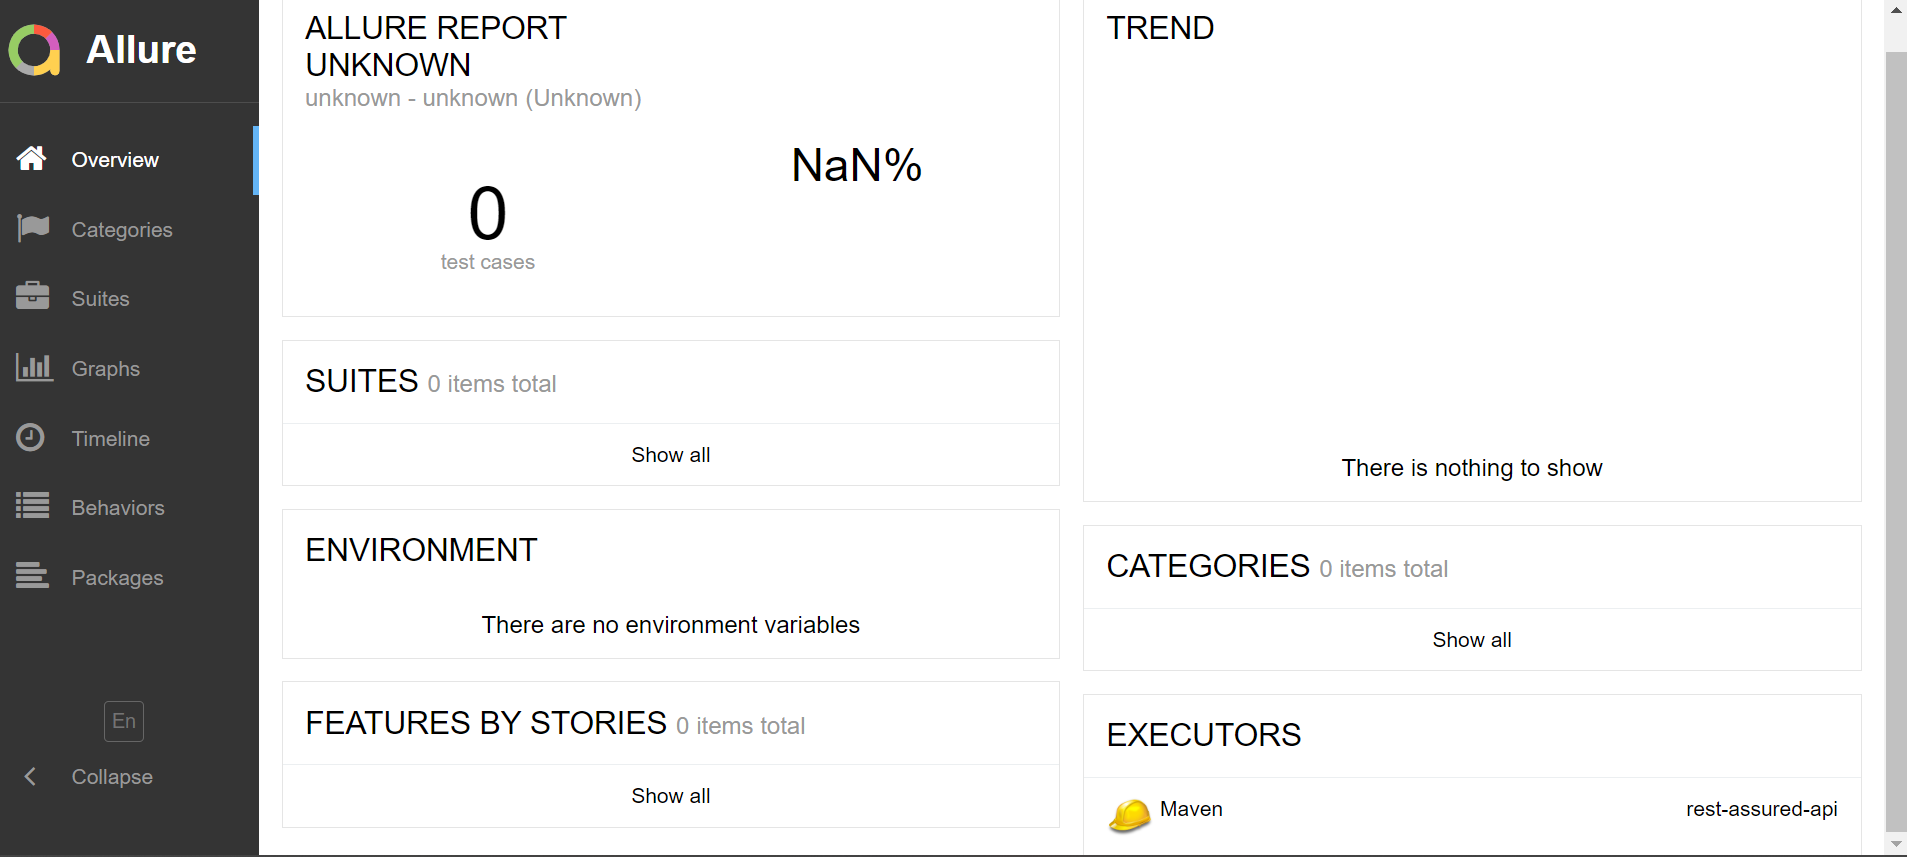 Allure
Overview
Categories
Suites
Graphs
Timeline
Behaviors
Packages
En
Collapse
ALLURE REPORT
UNKNOWN
unknown - unknown (Unknown)
0
test cases
NaN%
SUITES 0 items total
Show all
ENVIRONMENT
There are no environment variables
FEATURES BY STORIES 0 items total
Show all
TREND
There is nothing to show
CATEGORIES 0 items total
Show all
EXECUTORS
Maven rest-assured-api